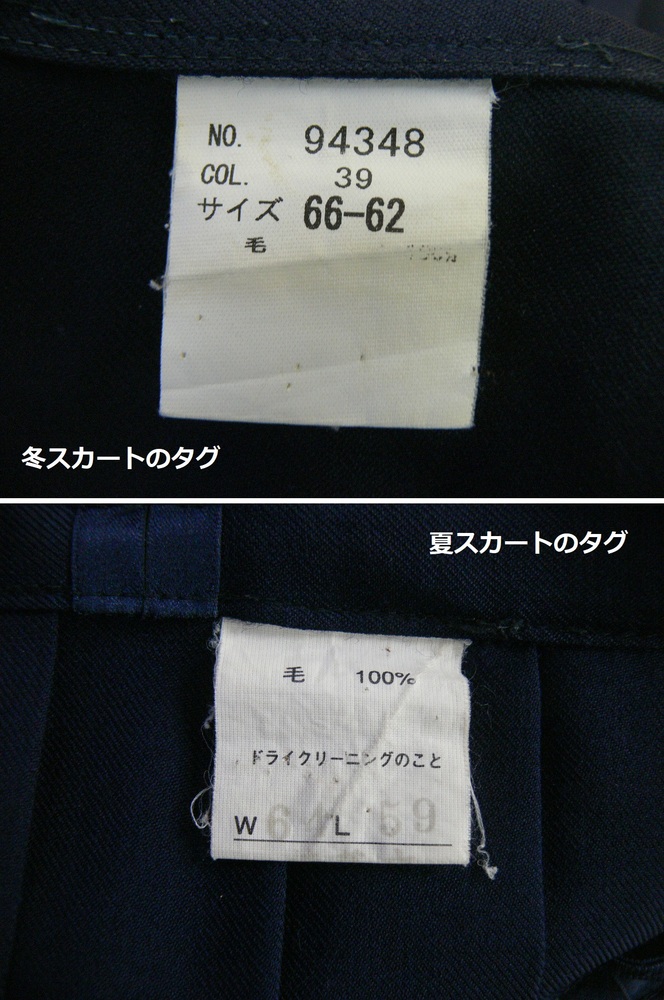 NO. 94348
COL. 39
サイズ 66-62
毛 100%
冬スカートのタグ
夏スカートのタグ
毛 100%
ドライクリーニングのこと
W L 59